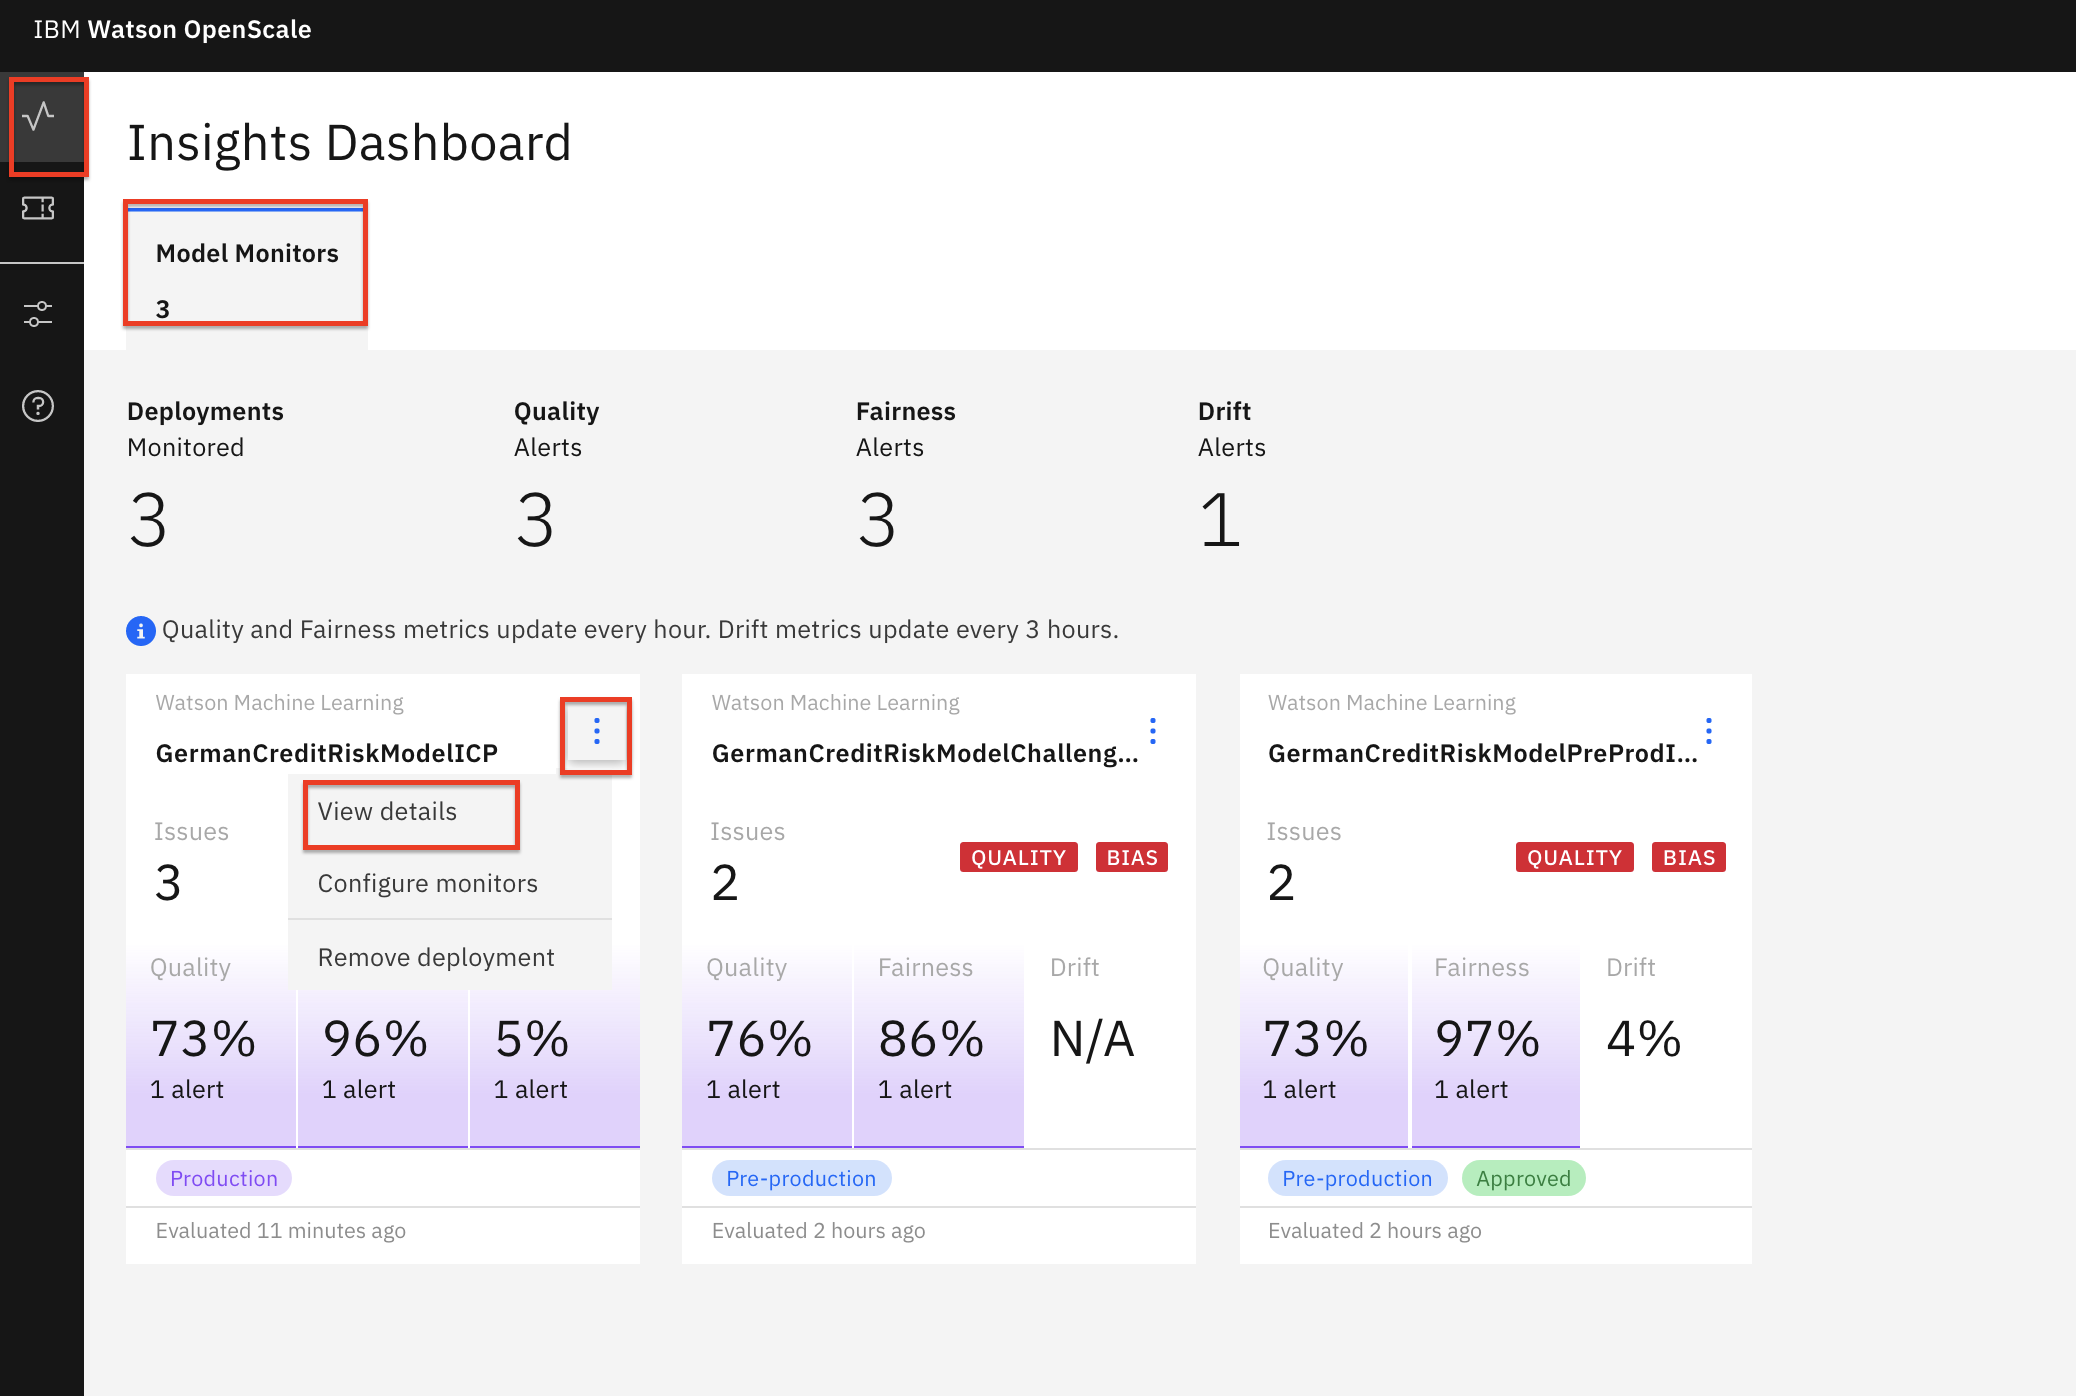 IBM Watson OpenScale
Insights Dashboard
Model Monitors
3
Deployments
Monitored
3
Quality
Alerts
3
Fairness
Alerts
3
Drift
Alerts
1
Quality and Fairness metrics update every hour. Drift metrics update every 3 hours.
Watson Machine Learning
GermanCreditRiskModelICP
View details
Configure monitors
Remove deployment
Issues
3
Quality
73%
1 alert
96%
1 alert
5%
1 alert
Production
Evaluated 11 minutes ago
Watson Machine Learning
GermanCreditRiskModelChalleng...
Issues
2
QUALITY BIAS
Quality
76%
1 alert
Fairness
86%
1 alert
Drift
N/A
Pre-production
Evaluated 2 hours ago
Watson Machine Learning
GermanCreditRiskModelPreProdI...
Issues
2
QUALITY BIAS
Quality
73%
1 alert
Fairness
97%
1 alert
Drift
4%
Pre-production Approved
Evaluated 2 hours ago